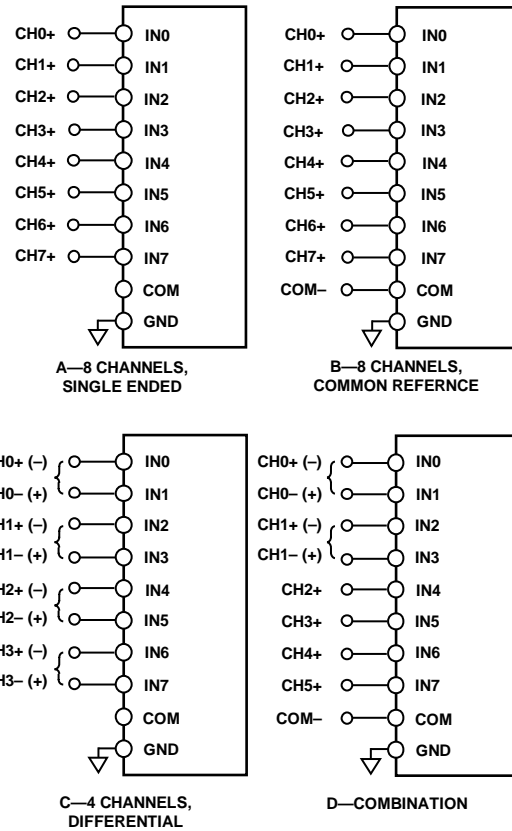 CH0+ IN0
CH1+ IN1
CH2+ IN2
CH3+ IN3
CH4+ IN4
CH5+ IN5
CH6+ IN6
CH7+ IN7
COM
GND
A—8 CHANNELS,
SINGLE ENDED
CH0+ IN0
CH1+ IN1
CH2+ IN2
CH3+ IN3
CH4+ IN4
CH5+ IN5
CH6+ IN6
CH7+ IN7
COM– COM
GND
B—8 CHANNELS,
COMMON REFERNCE
H0+ (–) IN0
H0– (+) IN1
H1+ (–) IN2
H1– (+) IN3
H2+ (–) IN4
H2– (+) IN5
H3+ (–) IN6
H3– (+) IN7
COM
GND
C—4 CHANNELS,
DIFFERENTIAL
CH0+ (–) IN0
CH0– (+) IN1
CH1+ (–) IN2
CH1– (+) IN3
CH2+ IN4
CH3+ IN5
CH4+ IN6
CH5+ IN7
COM– COM
GND
D—COMBINATION